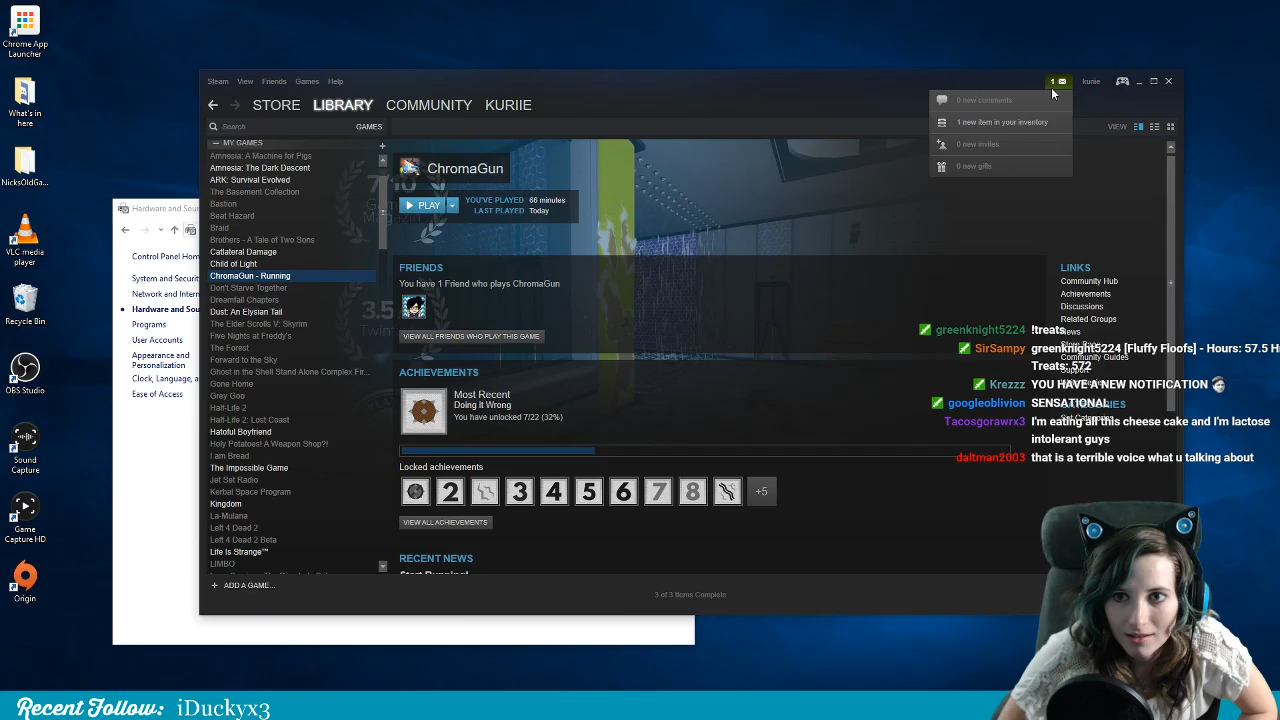 Chrome App
Launcher
What's in
here
NicksOldGa...
VLC media
player
Recycle Bin
OBS Studio
Sound
Capture
Game
Capture HD
Origin
Hardware and Sou
Control Panel Hom
System and Securit
Network and Intern
Hardware and Sou
Programs
User Accounts
Appearance and
Personalization
Clock, Language, a
Ease of Access
Steam View Friends Games Help
1
kuriie
STORE LIBRARY COMMUNITY KURIIE
0 new comments
1 new item in your inventory
0 new invites
0 new gifts
Search GAMES
VIEW
MY GAMES
Amnesia: A Machine for Pigs
Amnesia: The Dark Descent
ARK: Survival Evolved
The Basement Collection
Bastion
Beat Hazard
Braid
Brothers - A Tale of Two Sons
Catlateral Damage
Child of Light
ChromaGun - Running
Don't Starve Together
Dreamfall Chapters
Dust: An Elysian Tail
The Elder Scrolls V: Skyrim
Five Nights at Freddy's
The Forest
Forward to the Sky
Ghost in the Shell Stand Alone Complex Fir...
Gone Home
Grey Goo
Half-Life 2
Half-Life 2: Lost Coast
Hatoful Boyfriend
Holy Potatoes! A Weapon Shop?!
I am Bread
The Impossible Game
Jet Set Radio
Kerbal Space Program
Kingdom
La-Mulana
Left 4 Dead 2
Left 4 Dead 2 Beta
Life Is Strange™
LIMBO
ADD A GAME...
ChromaGun
PLAY
YOU'VE PLAYED 66 minutes
LAST PLAYED Today
FRIENDS
You have 1 Friend who plays ChromaGun
VIEW ALL FRIENDS WHO PLAY THIS GAME
ACHIEVEMENTS
Most Recent
Doing it Wrong
You have unlocked 7/22 (32%)
Locked achievements
2 3 4 5 6 7 8 +5
VIEW ALL ACHIEVEMENTS
RECENT NEWS
Start Running!
3 of 3 Items Complete
LINKS
Community Hub
Achievements
Discussions
Related Groups
News
Community Guides
greenknight5224 !treats
SirSampy greenknight5224 [Fluffy Floofs] - Hours: 57.5 H
Treats: 572
Krezzz YOU HAVE A NEW NOTIFICATION
googleoblivion SENSATIONAL
Tacosgorawrx3 I'm eating all this cheese cake and I'm lactose
intolerant guys
daltman2003 that is a terrible voice what u talking about
Recent Follow: iDuckyx3